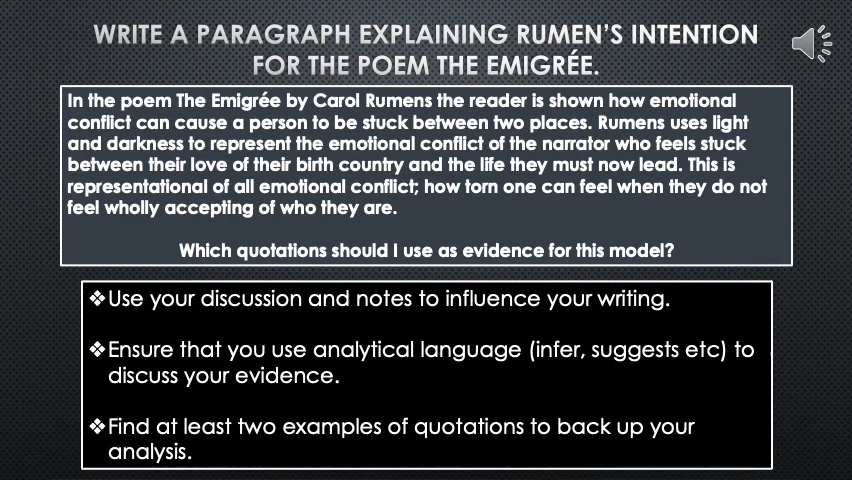 WRITE A PARAGRAPH EXPLAINING RUMEN'S INTENTION
FOR THE POEM THE EMIGRÉE.
In the poem The Emigrée by Carol Rumens the reader is shown how emotional
conflict can cause a person to be stuck between two places. Rumens uses light
and darkness to represent the emotional conflict of the narrator who feels stuck
between their love of their birth country and the life they must now lead. This is
representational of all emotional conflict; how torn one can feel when they do not
feel wholly accepting of who they are.
Which quotations should I use as evidence for this model?
❖Use your discussion and notes to influence your writing.
❖Ensure that you use analytical language (infer, suggests etc) to
discuss your evidence.
❖Find at least two examples of quotations to back up your
analysis.